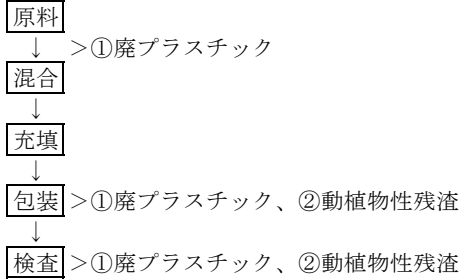 原料
↓ >①廃プラスチック
混合
↓
充填
↓
包装 >①廃プラスチック、②動植物性残渣
↓
検査 >①廃プラスチック、②動植物性残渣